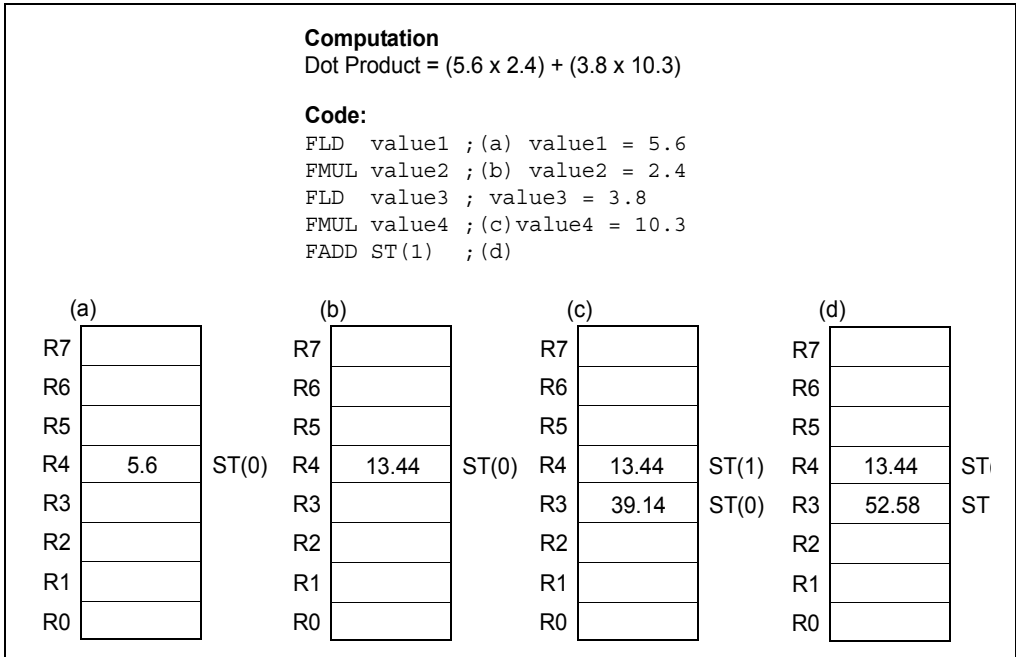 Computation
Dot Product = (5.6 x 2.4) + (3.8 x 10.3)
Code:
FLD value1 ;(a) value1 = 5.6
FMUL value2 ;(b) value2 = 2.4
FLD value3 ; value3 = 3.8
FMUL value4 ;(c)value4 = 10.3
FADD ST(1) ;(d)
(a) (b) (c) (d)
R7 R7 R7 R7
R6 R6 R6 R6
R5 R5 R5 R5
R4 5.6 ST(0) R4 13.44 ST(0) R4 13.44 ST(1) R4 13.44 ST(
R3 R3 R3 39.14 ST(0) R3 52.58 ST
R2 R2 R2 R2
R1 R1 R1 R1
R0 R0 R0 R0